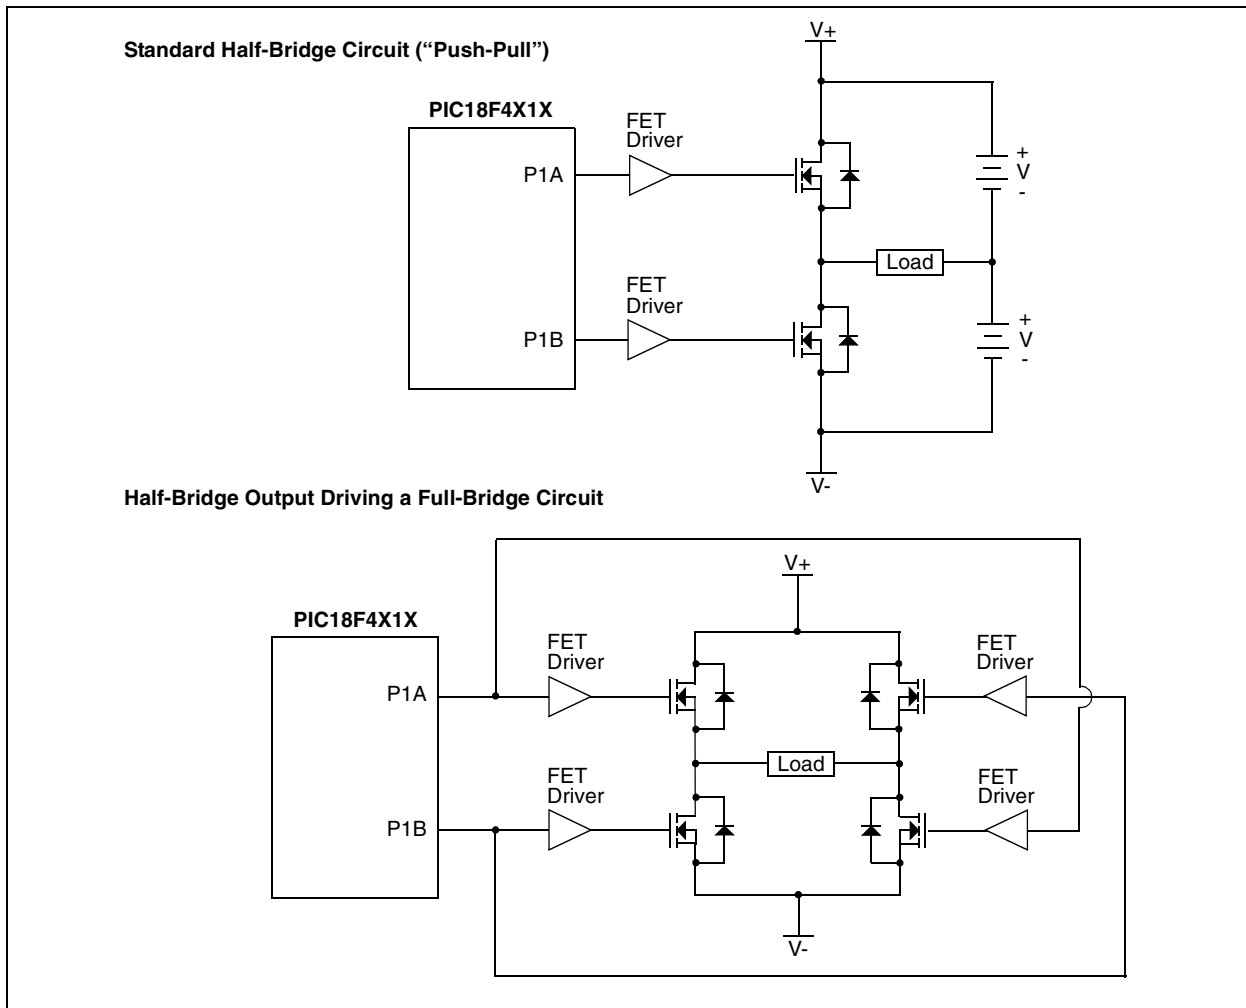 Standard Half-Bridge Circuit (“Push-Pull”)
V+
PIC18F4X1X
FET
Driver
P1A
+
V
-
Load
FET
Driver
P1B
+
V
-
V-
Half-Bridge Output Driving a Full-Bridge Circuit
V+
PIC18F4X1X
FET
Driver
FET
Driver
P1A
Load
FET
Driver
FET
Driver
P1B
V-